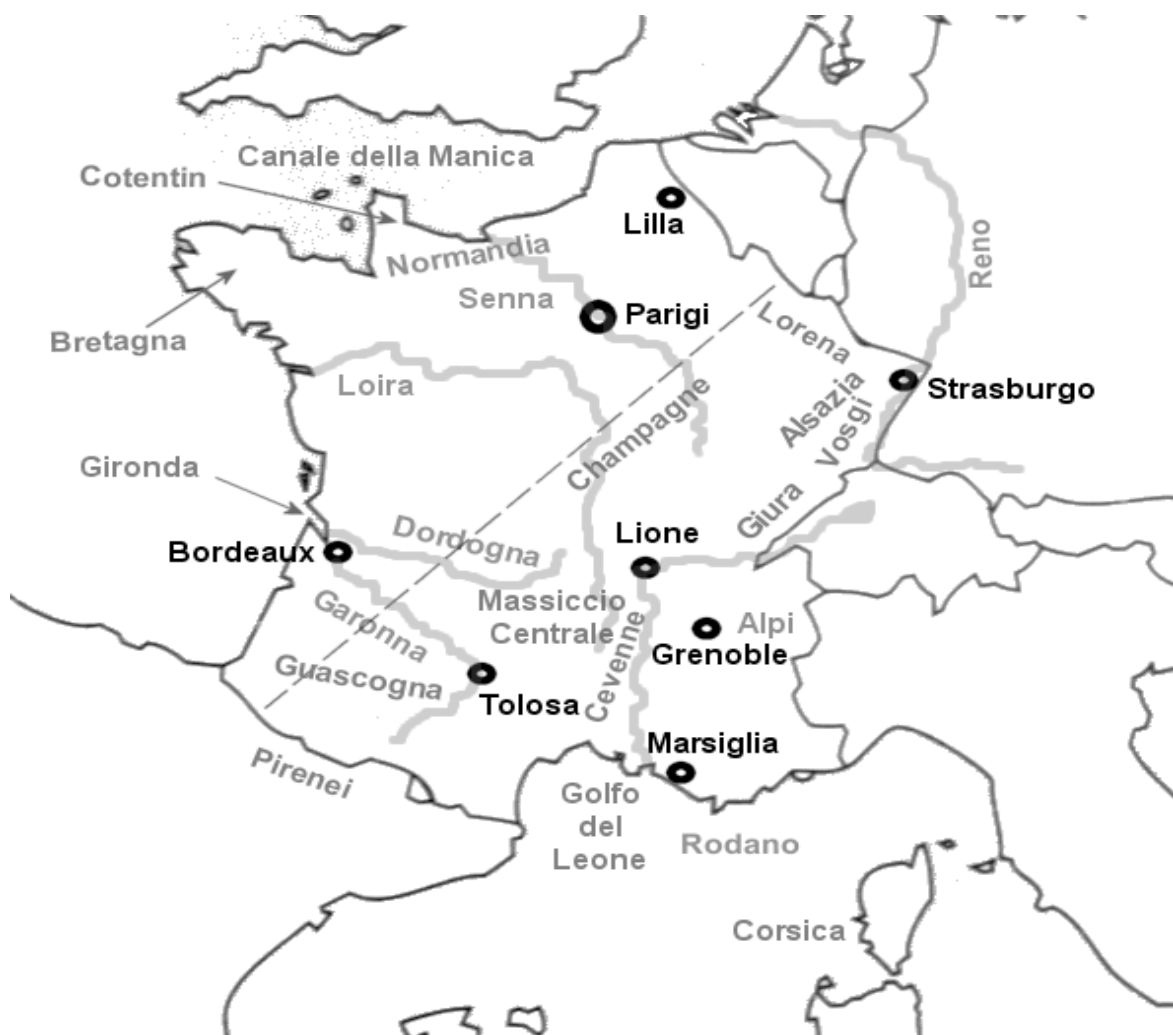 Canale della Manica
Cotentin
Lilla
Normandia
Reno
Senna
Parigi
Lorena
Bretagna
Loira
Champagne
Alsazia
Strasburgo
Vosgi
Gironda
Giura
Dordogna
Lione
Bordeaux
Massiccio
Centrale
Garonna
Alpi
Grenoble
Cevenne
Guascogna
Tolosa
Marsiglia
Pirenei
Golfo
del
Leone
Rodano
Corsica